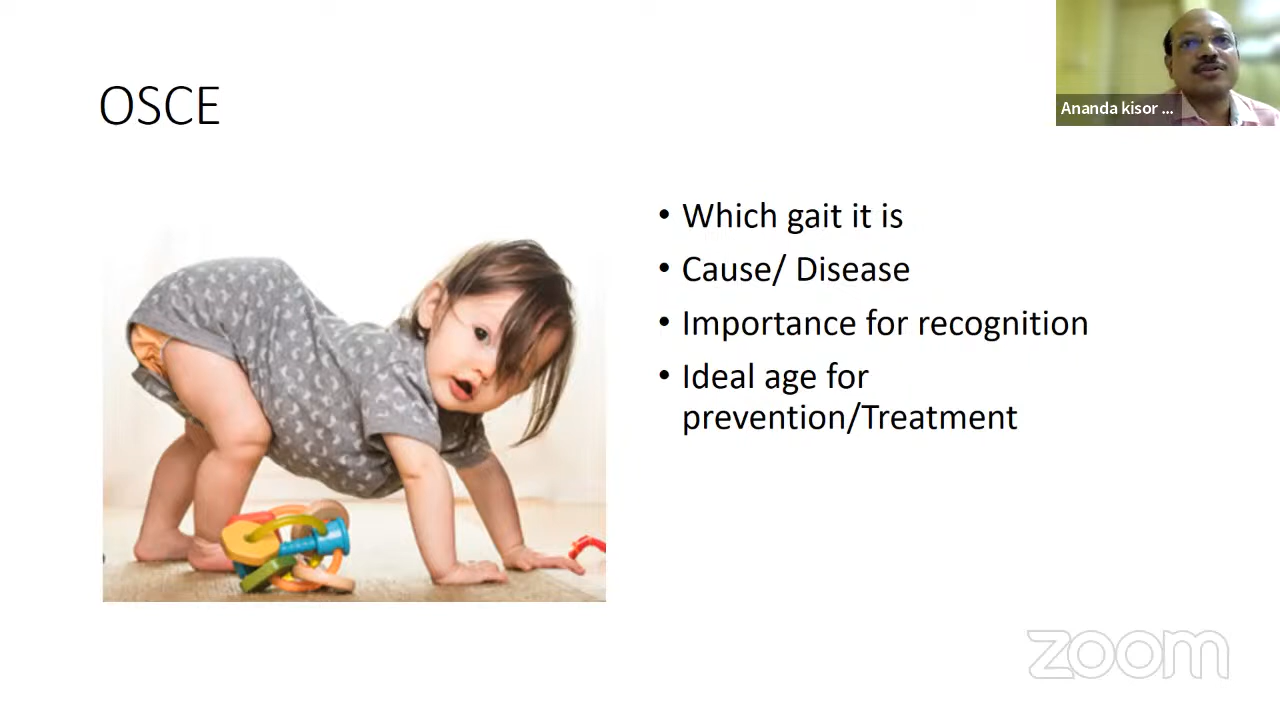 OSCE
Ananda kisor ...
• Which gait it is
• Cause/ Disease
• Importance for recognition
• Ideal age for
prevention/Treatment
zoom